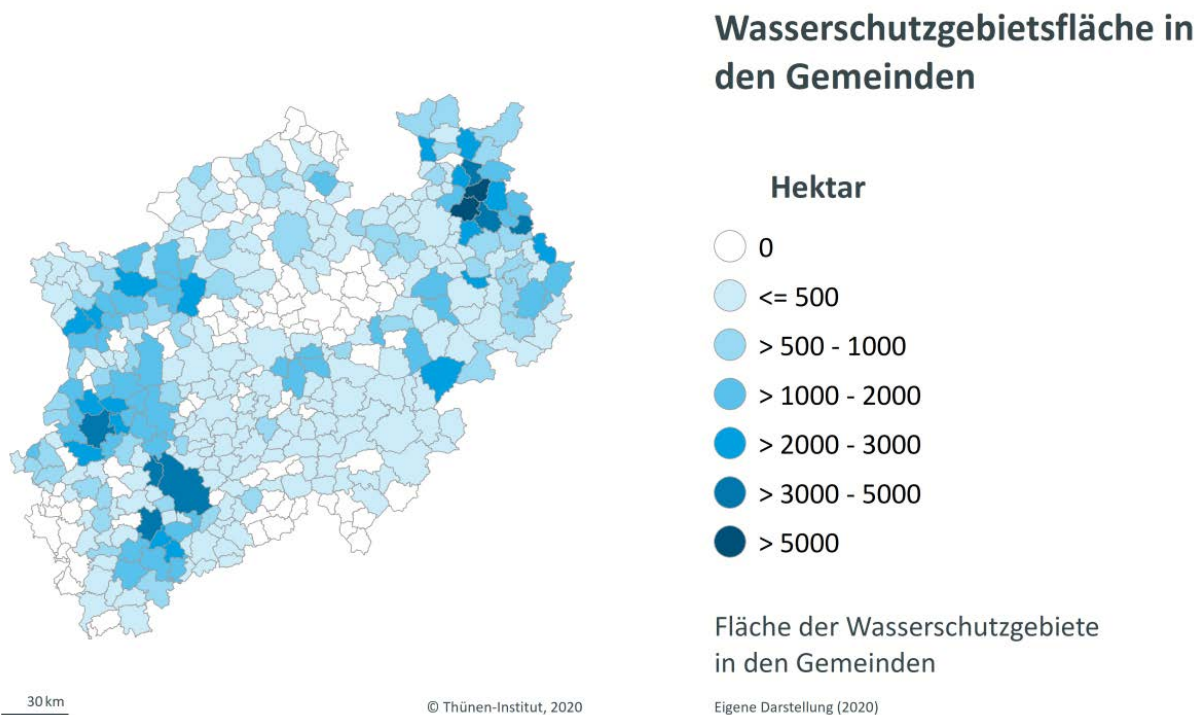 Wasserschutzgebietsfläche in
den Gemeinden
Hektar
0
<= 500
> 500 - 1000
> 1000 - 2000
> 2000 - 3000
> 3000 - 5000
> 5000
Fläche der Wasserschutzgebiete
in den Gemeinden
30 km
© Thünen-Institut, 2020
Eigene Darstellung (2020)